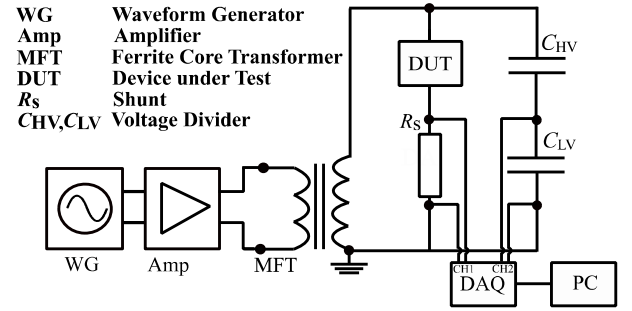 WG Waveform Generator
Amp Amplifier
MFT Ferrite Core Transformer
DUT Device under Test
Rs Shunt
CHV,CLV Voltage Divider
CHV
DUT
RS
CLV
WG
Amp
MFT
CH1 CH2
DAQ
PC